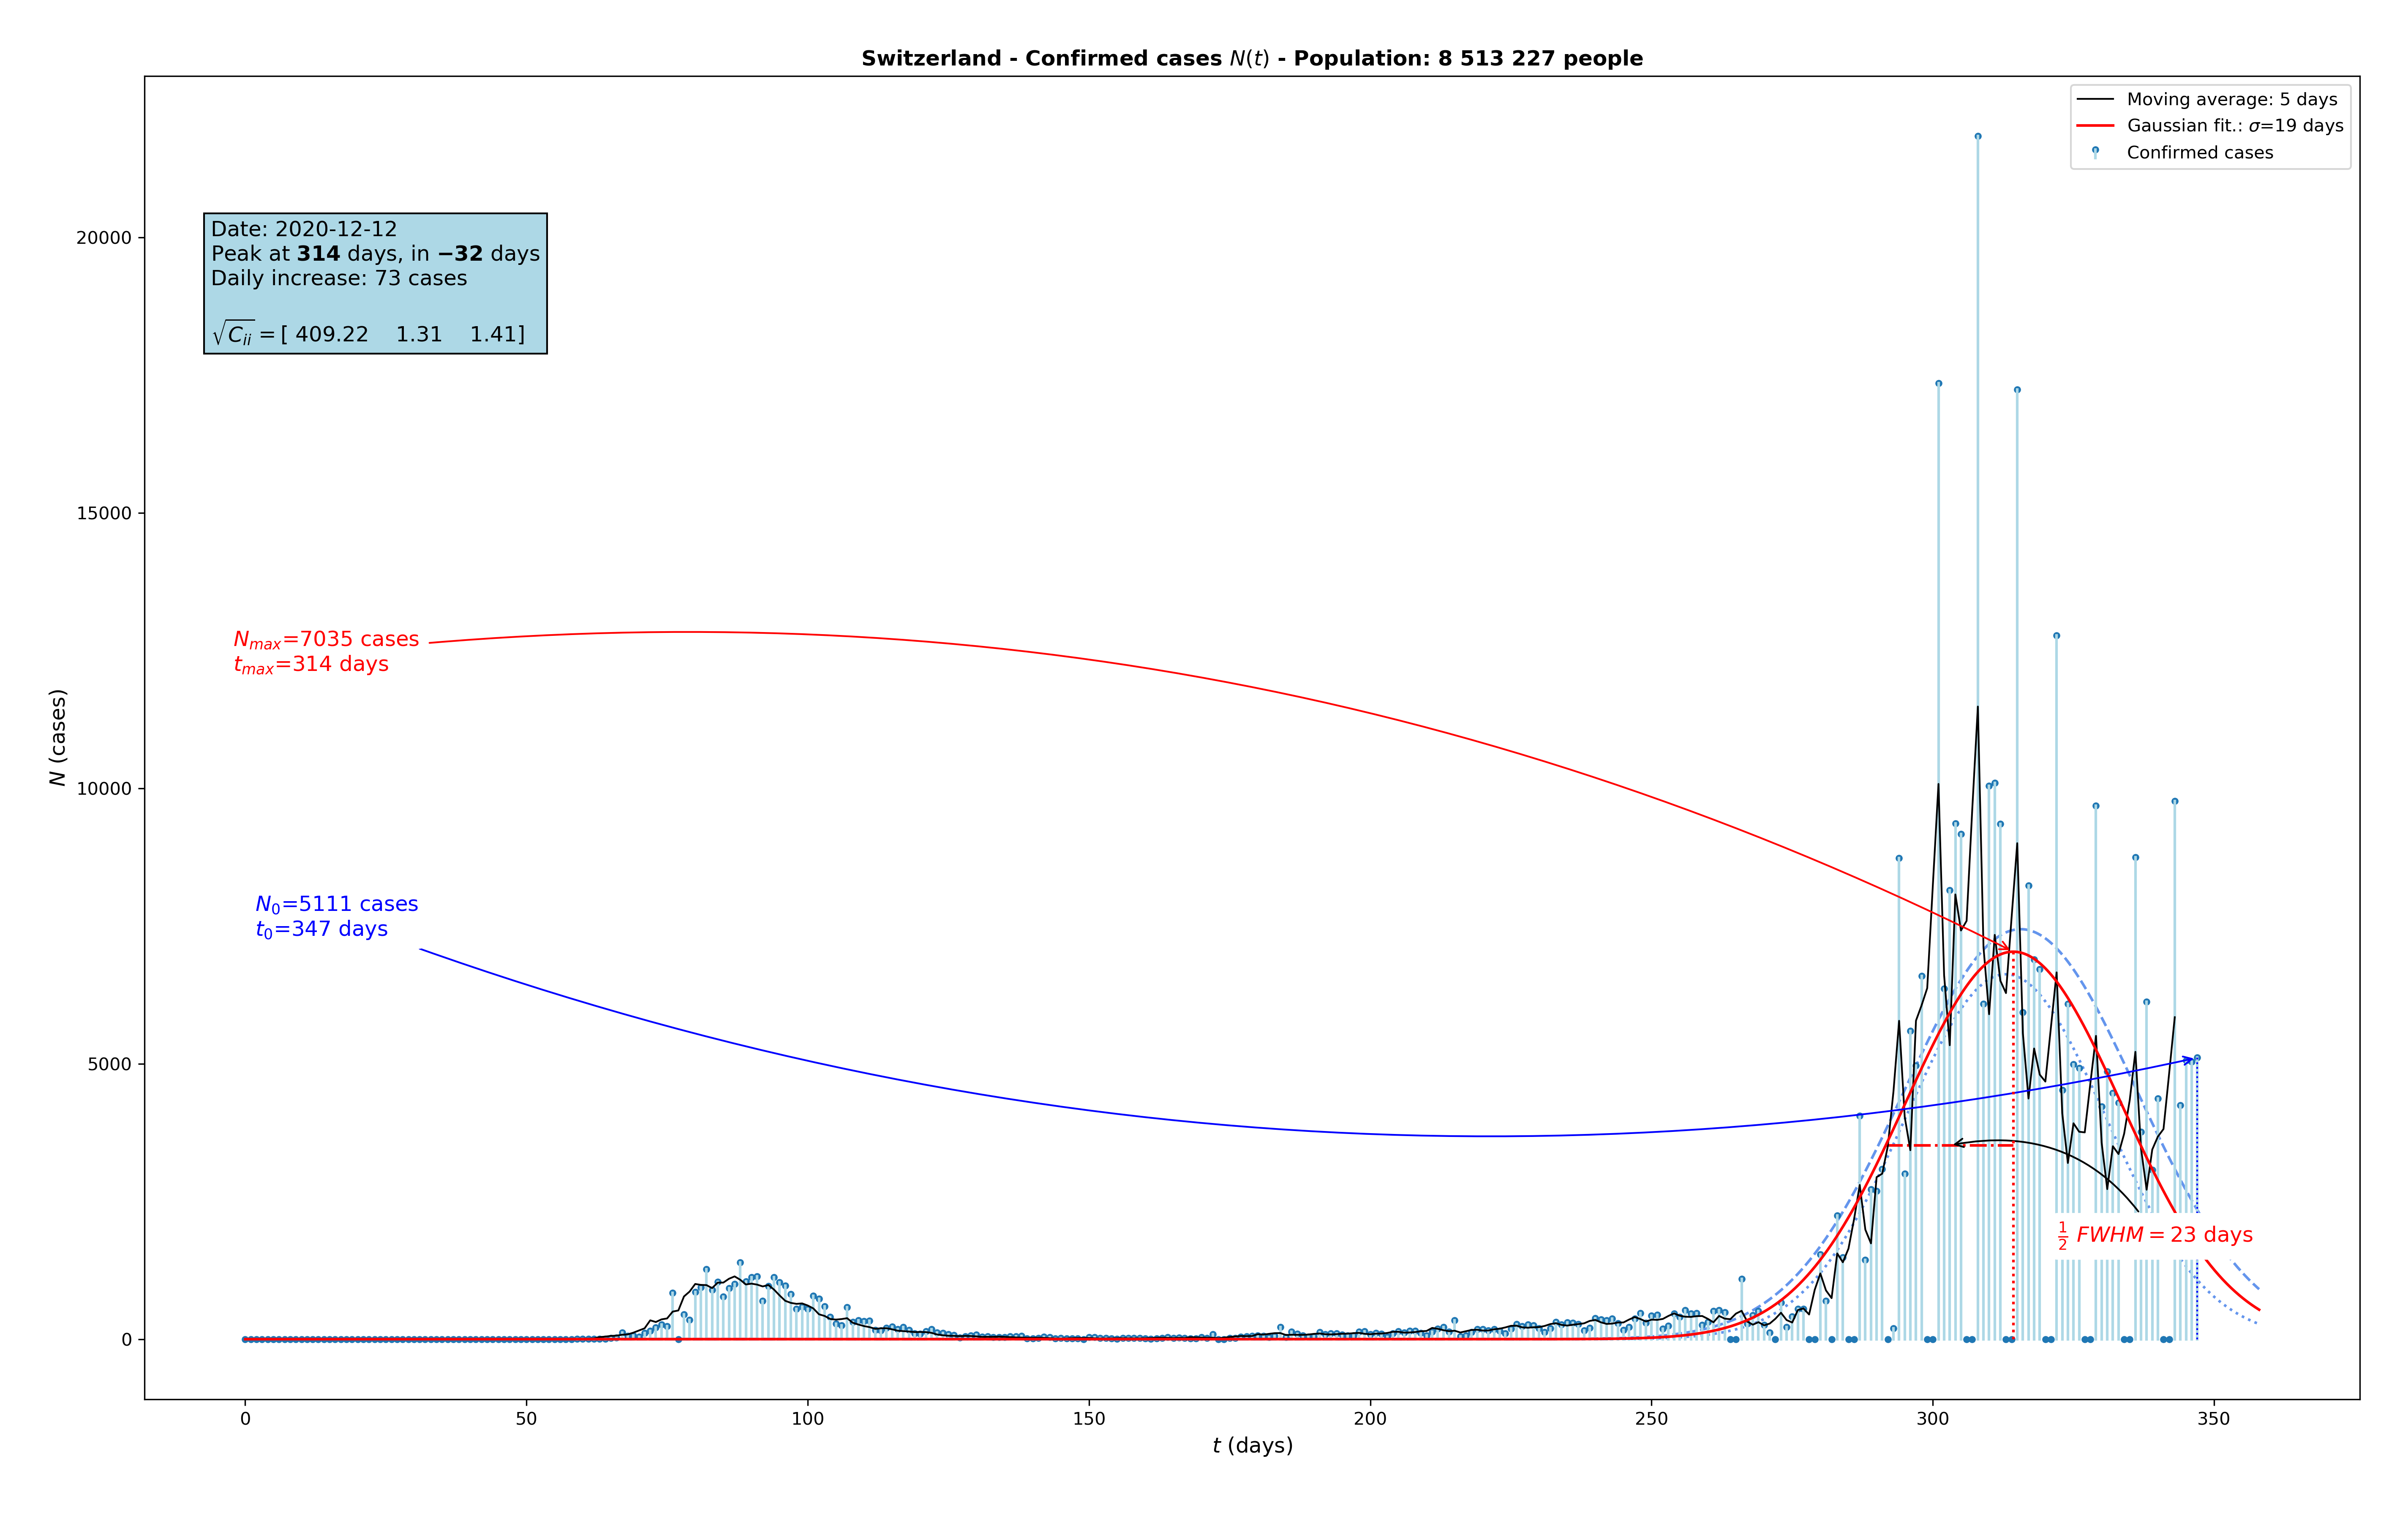 Switzerland - Confirmed cases N(t) - Population: 8 513 227 people
Moving average: 5 days
Gaussian fit.: σ=19 days
Confirmed cases
Date: 2020-12-12
Peak at 314 days, in −32 days
Daily increase: 73 cases
√Cᵢᵢ = [ 409.22 1.31 1.41]
20000
15000
10000
5000
0
N (cases)
N_max=7035 cases
t_max=314 days
N₀=5111 cases
t₀=347 days
½ FWHM = 23 days
0 50 100 150 200 250 300 350
t (days)